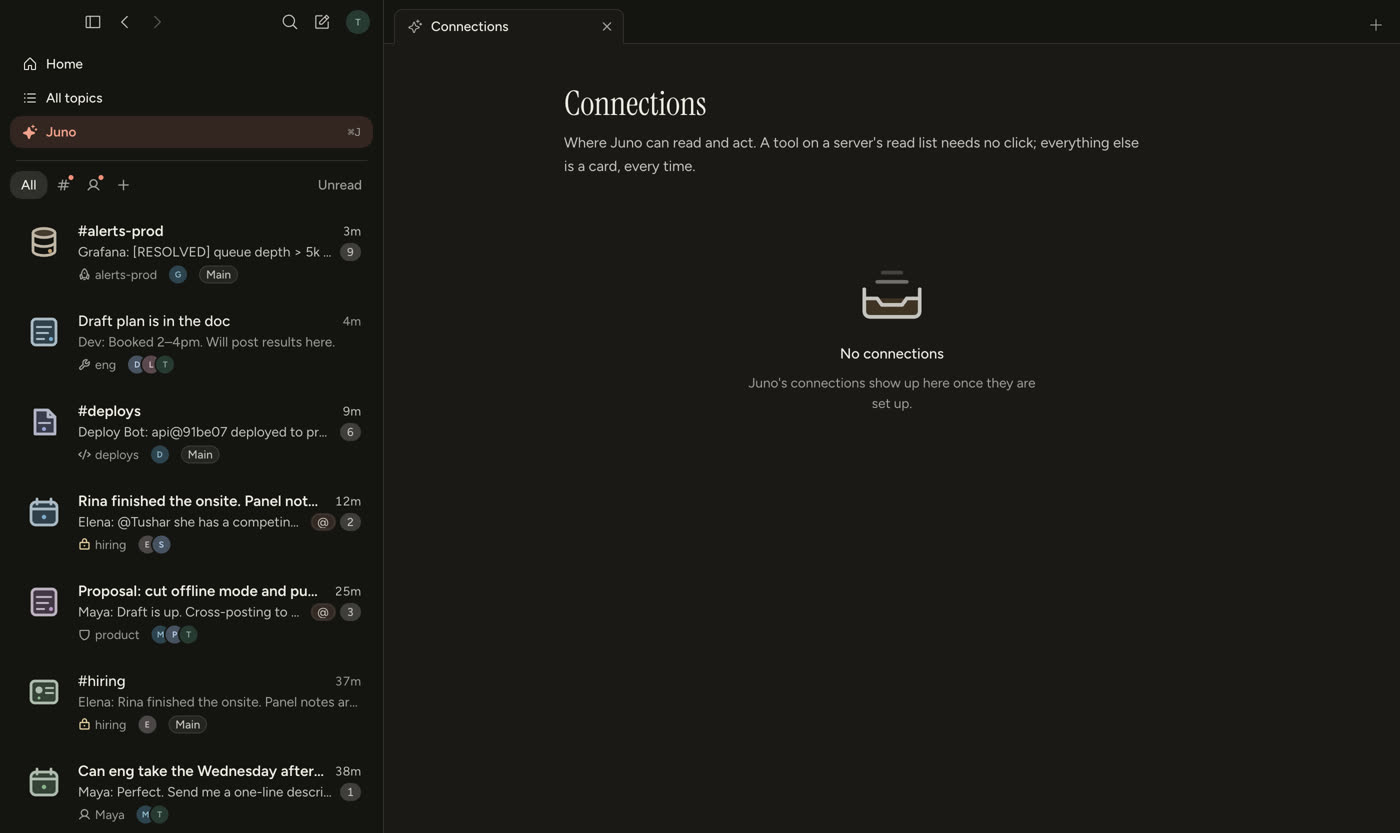 T
Home
All topics
Juno ⌘J
All # Unread
#alerts-prod 3m
Grafana: [RESOLVED] queue depth > 5k ... 9
alerts-prod G Main
Draft plan is in the doc 4m
Dev: Booked 2–4pm. Will post results here.
eng D L T
#deploys 9m
Deploy Bot: api@91be07 deployed to pr... 6
deploys D Main
Rina finished the onsite. Panel not... 12m
Elena: @Tushar she has a competin... @ 2
hiring E S
Proposal: cut offline mode and pu... 25m
Maya: Draft is up. Cross-posting to ... @ 3
product M P T
#hiring 37m
Elena: Rina finished the onsite. Panel notes ar...
hiring E Main
Can eng take the Wednesday after... 38m
Maya: Perfect. Send me a one-line descri... 1
Maya M T
Connections
Connections
Where Juno can read and act. A tool on a server's read list needs no click; everything else
is a card, every time.
No connections
Juno's connections show up here once they are
set up.